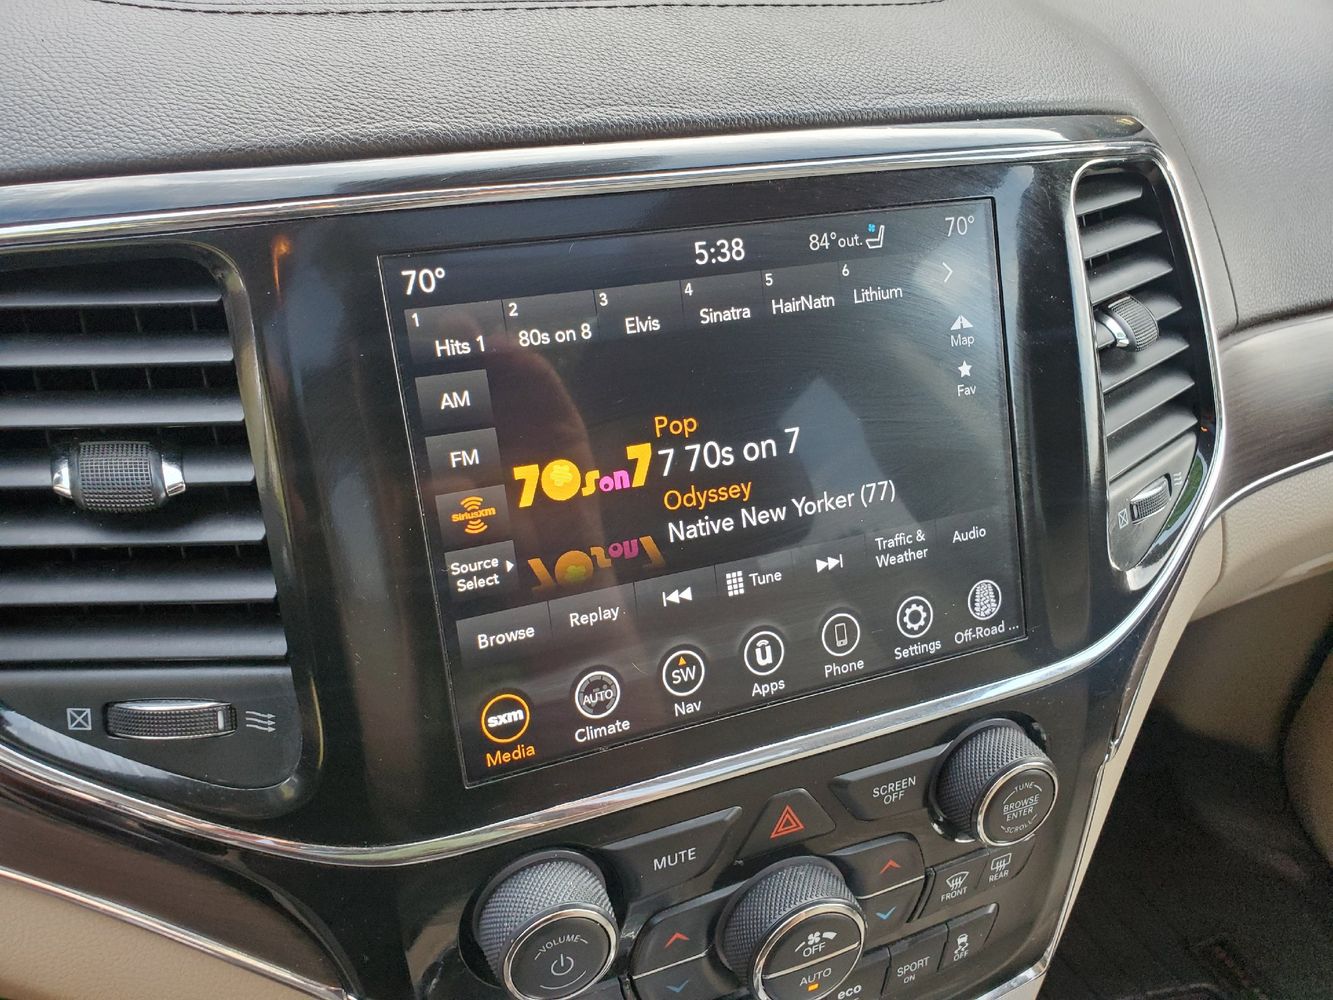 70° 5:38 84°out. 70°
1 Hits 1
2 80s on 8
3 Elvis
4 Sinatra
5 HairNatn
6 Lithium
Map
Fav
AM
FM
SiriusXM
Source
Select
70s on 7
Pop
7 70s on 7
Odyssey
Native New Yorker (77)
Browse
Replay
Tune
Traffic &
Weather
Audio
sxm
Media
AUTO
Climate
SW
Nav
ū
Apps
Phone
Settings
Off-Road ...
VOLUME
MUTE
SCREEN
OFF
TUNE
BROWSE
ENTER
SCROLL
FRONT
REAR
OFF
AUTO
eco
SPORT
ON
OFF